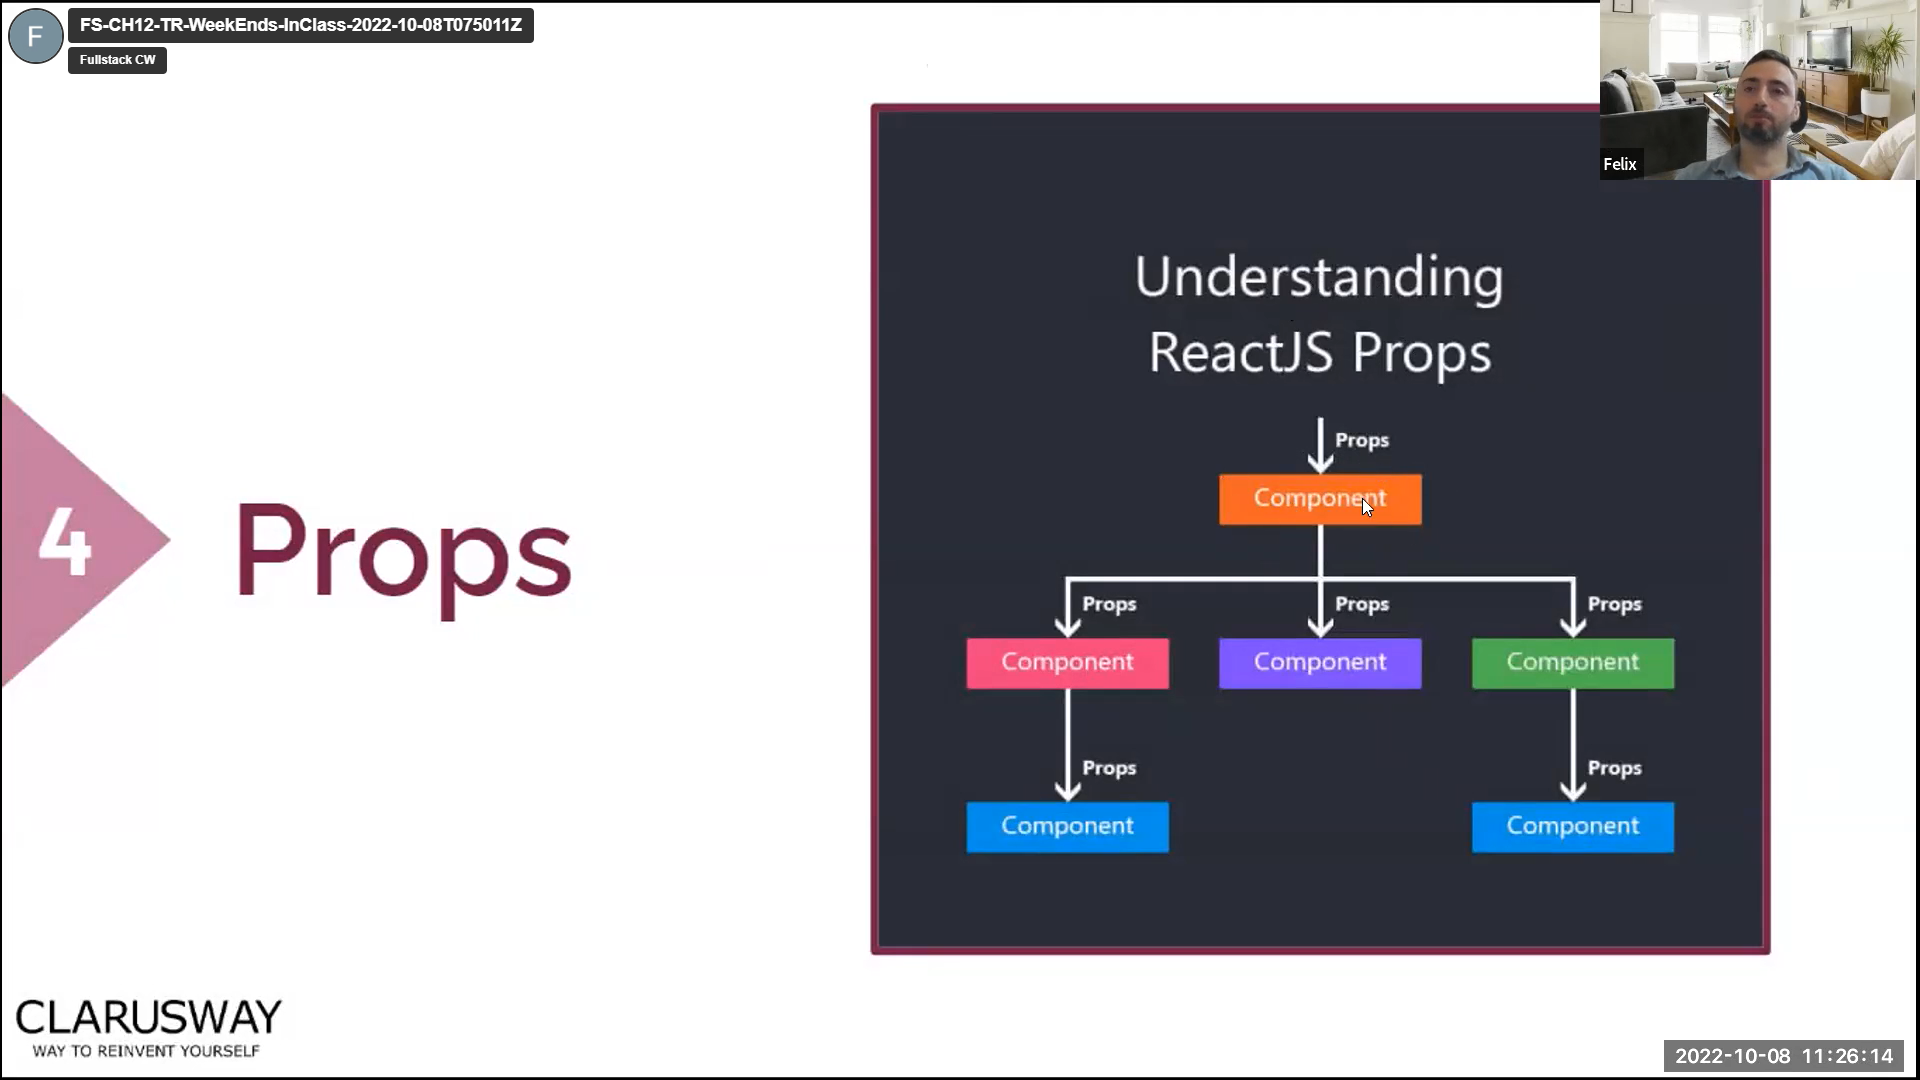 F
FS-CH12-TR-WeekEnds-InClass-2022-10-08T075011Z
Fullstack CW
Felix
Understanding
ReactJS Props
Props
Component
Props
Props
Props
Component
Component
Component
Props
Props
Component
Component
4
Props
CLARUSWAY
WAY TO REINVENT YOURSELF
2022-10-08 11:26:14